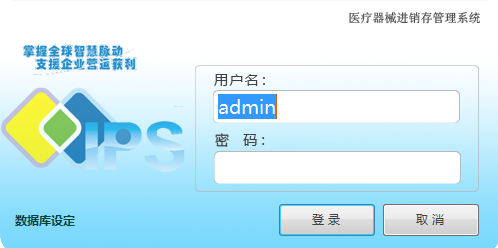 医疗器械进销存管理系统
掌握全球智慧脉动
支援企业营运获利
IPS
用户名：
admin
密 码：
数据库设定
登 录
取 消